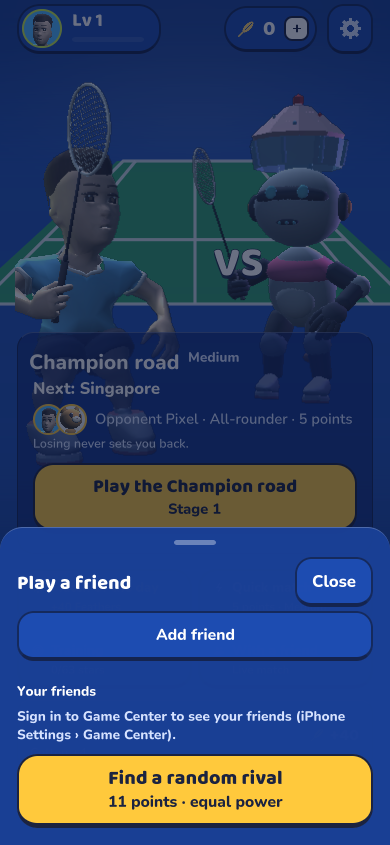 Lv 1
0
+
VS
Champion road Medium
Next: Singapore
Opponent Pixel · All-rounder · 5 points
Losing never sets you back.
Play the Champion road
Stage 1
Play a friend
Close
Add friend
Your friends
Sign in to Game Center to see your friends (iPhone
Settings › Game Center).
Find a random rival
11 points · equal power